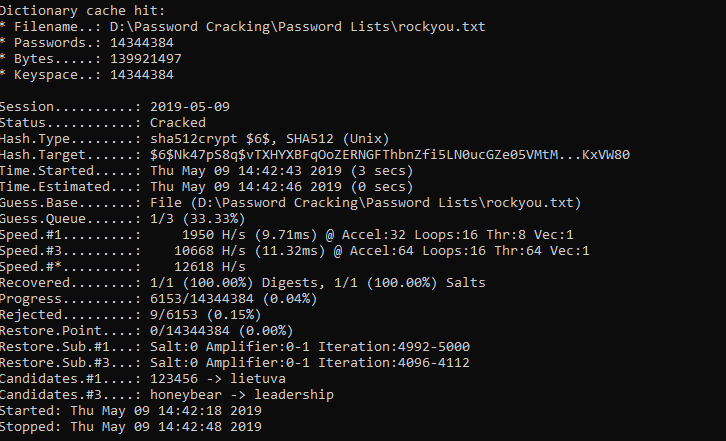 Dictionary cache hit:
* Filename..: D:\Password Cracking\Password Lists\rockyou.txt
* Passwords.: 14344384
* Bytes.....: 139921497
* Keyspace..: 14344384
Session..........: 2019-05-09
Status...........: Cracked
Hash.Type........: sha512crypt $6$, SHA512 (Unix)
Hash.Target......: $6$Nk47pS8q$vTXHYXBFqOoZERNGFThbnZfi5LN0ucGZe05VMtM...KxVW80
Time.Started.....: Thu May 09 14:42:43 2019 (3 secs)
Time.Estimated...: Thu May 09 14:42:46 2019 (0 secs)
Guess.Base.......: File (D:\Password Cracking\Password Lists\rockyou.txt)
Guess.Queue......: 1/3 (33.33%)
Speed.#1.........:     1950 H/s (9.71ms) @ Accel:32 Loops:16 Thr:8 Vec:1
Speed.#3.........:    10668 H/s (11.32ms) @ Accel:64 Loops:16 Thr:64 Vec:1
Speed.#*.........:    12618 H/s
Recovered........: 1/1 (100.00%) Digests, 1/1 (100.00%) Salts
Progress.........: 6153/14344384 (0.04%)
Rejected.........: 9/6153 (0.15%)
Restore.Point....: 0/14344384 (0.00%)
Restore.Sub.#1...: Salt:0 Amplifier:0-1 Iteration:4992-5000
Restore.Sub.#3...: Salt:0 Amplifier:0-1 Iteration:4096-4112
Candidates.#1....: 123456 -> lietuva
Candidates.#3....: honeybear -> leadership
Started: Thu May 09 14:42:18 2019
Stopped: Thu May 09 14:42:48 2019